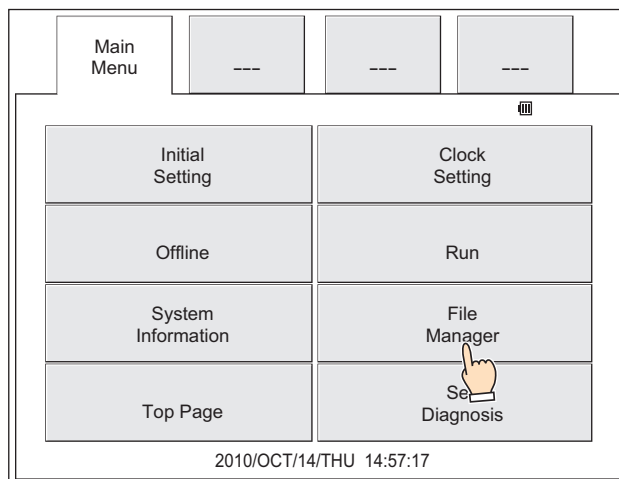 Main
Menu
---
---
---
Initial
Setting
Clock
Setting
Offline
Run
System
Information
File
Manager
Top Page
Se
Diagnosis
2010/OCT/14/THU 14:57:17